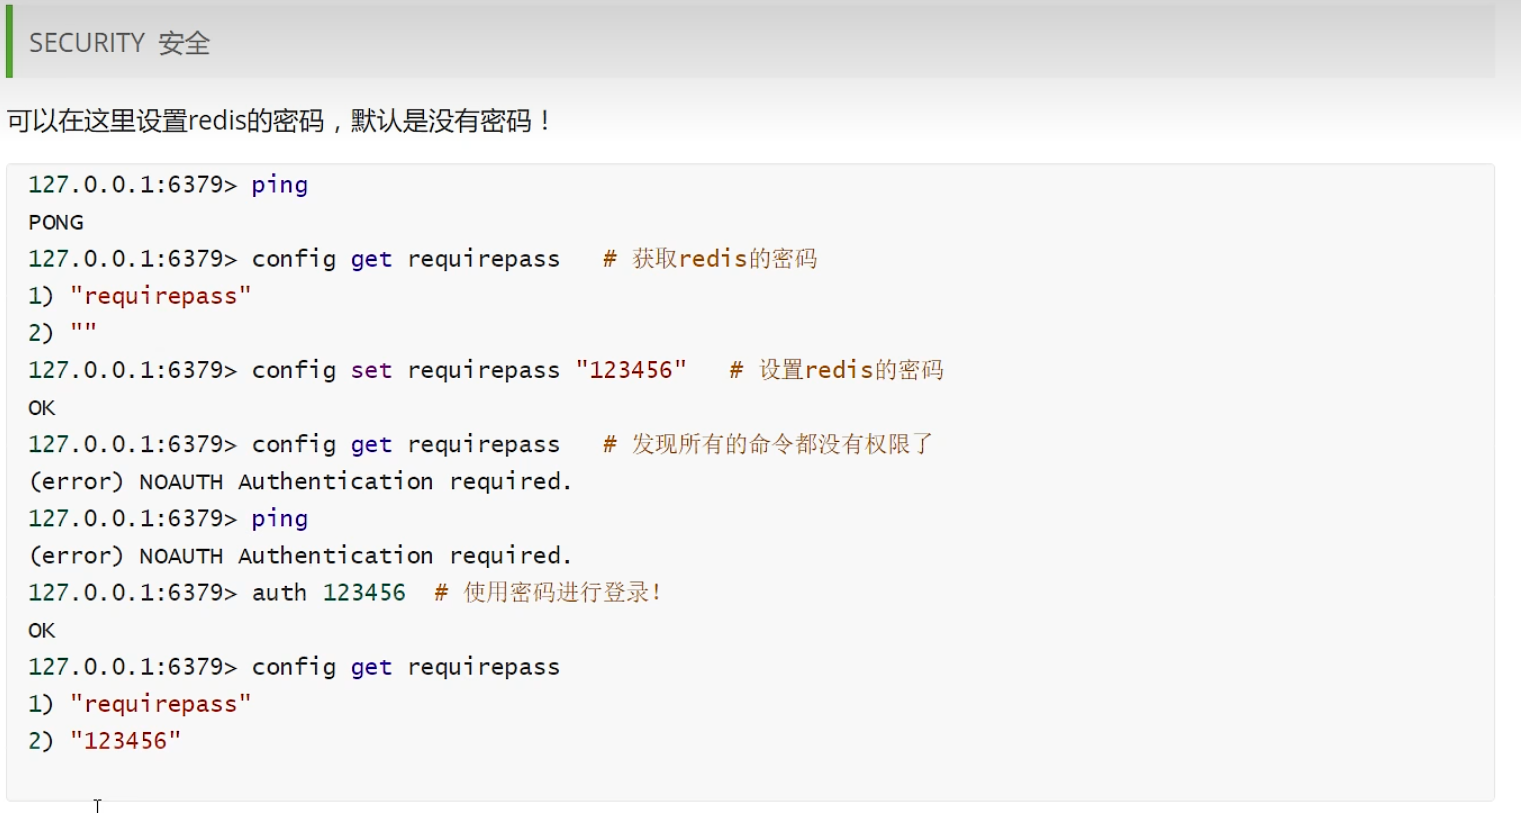 SECURITY 安全
可以在这里设置redis的密码，默认是没有密码！
127.0.0.1:6379> ping
PONG
127.0.0.1:6379> config get requirepass # 获取redis的密码
1) "requirepass"
2) ""
127.0.0.1:6379> config set requirepass "123456" # 设置redis的密码
OK
127.0.0.1:6379> config get requirepass # 发现所有的命令都没有权限了
(error) NOAUTH Authentication required.
127.0.0.1:6379> ping
(error) NOAUTH Authentication required.
127.0.0.1:6379> auth 123456 # 使用密码进行登录！
OK
127.0.0.1:6379> config get requirepass
1) "requirepass"
2) "123456"